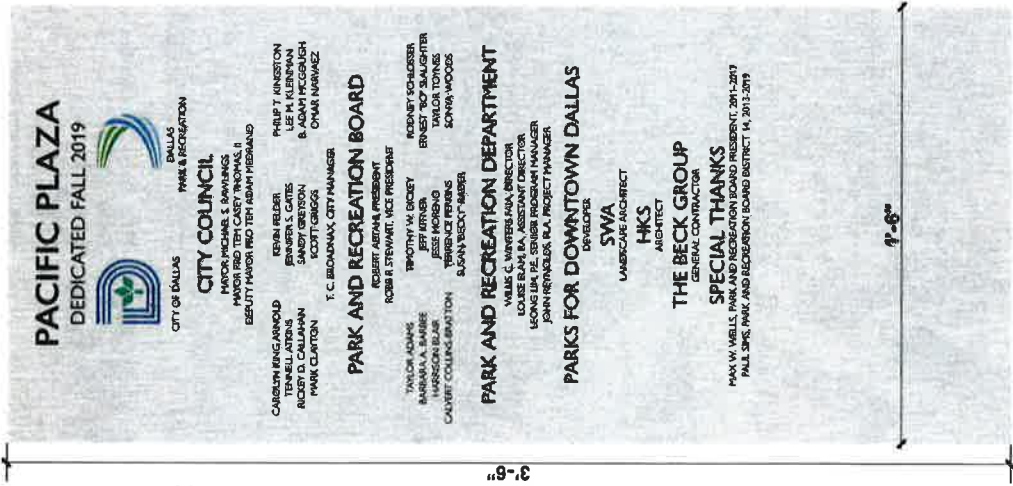 PACIFIC PLAZA
DEDICATED FALL 2019
CITY OF DALLAS
DALLAS
PARK & RECREATION
CITY COUNCIL
MAYOR MICHAEL S. RAWLINGS
MAYOR PRO TEM CASEY THOMAS, II
DEPUTY MAYOR PRO TEM ADAM MEDRANO
CAROLYN KING ARNOLD
TENNELL ATKINS
RICKEY D. CALLAHAN
MARK CLAYTON
KEVIN FELDER
JENNIFER S. GATES
SANDY GREYSON
SCOTT GRIGGS
PHILIP T. KINGSTON
LEE M. KLEINMAN
B. ADAM MCGOUGH
OMAR NARVAEZ
T. C. BROADNAX, CITY MANAGER
PARK AND RECREATION BOARD
ROBERT ABTAHI, PRESIDENT
ROBB P. STEWART, VICE PRESIDENT
TAYLOR ADAMS
BARBARA A. BARBEE
HARRISON BLAIR
CALVERT COLLINS-BRATTON
TIMOTHY W. DICKEY
JEFF KITNER
JESSE MORENO
TERRENCE PERKINS
SUSAN "BECKY" RADER
RODNEY SCHLOSSER
ERNEST "BO" SLAUGHTER
TAYLOR TOYNES
SONYA WOODS
PARK AND RECREATION DEPARTMENT
WILLIS C. WINTERS FAIA, DIRECTOR
LOUISE ELAM, RA, ASSISTANT DIRECTOR
LEONG LIM, P.E., SENIOR PROGRAM MANAGER
JOHN REYNOLDS, RLA, PROJECT MANAGER
PARKS FOR DOWNTOWN DALLAS
DEVELOPER
SWA
LANDSCAPE ARCHITECT
HKS
ARCHITECT
THE BECK GROUP
GENERAL CONTRACTOR
SPECIAL THANKS
MAX W. WELLS, PARK AND RECREATION BOARD PRESIDENT, 2011-2017
PAUL SIMS, PARK AND RECREATION BOARD DISTRICT 14, 2013-2019
1'-6"
3'-6"